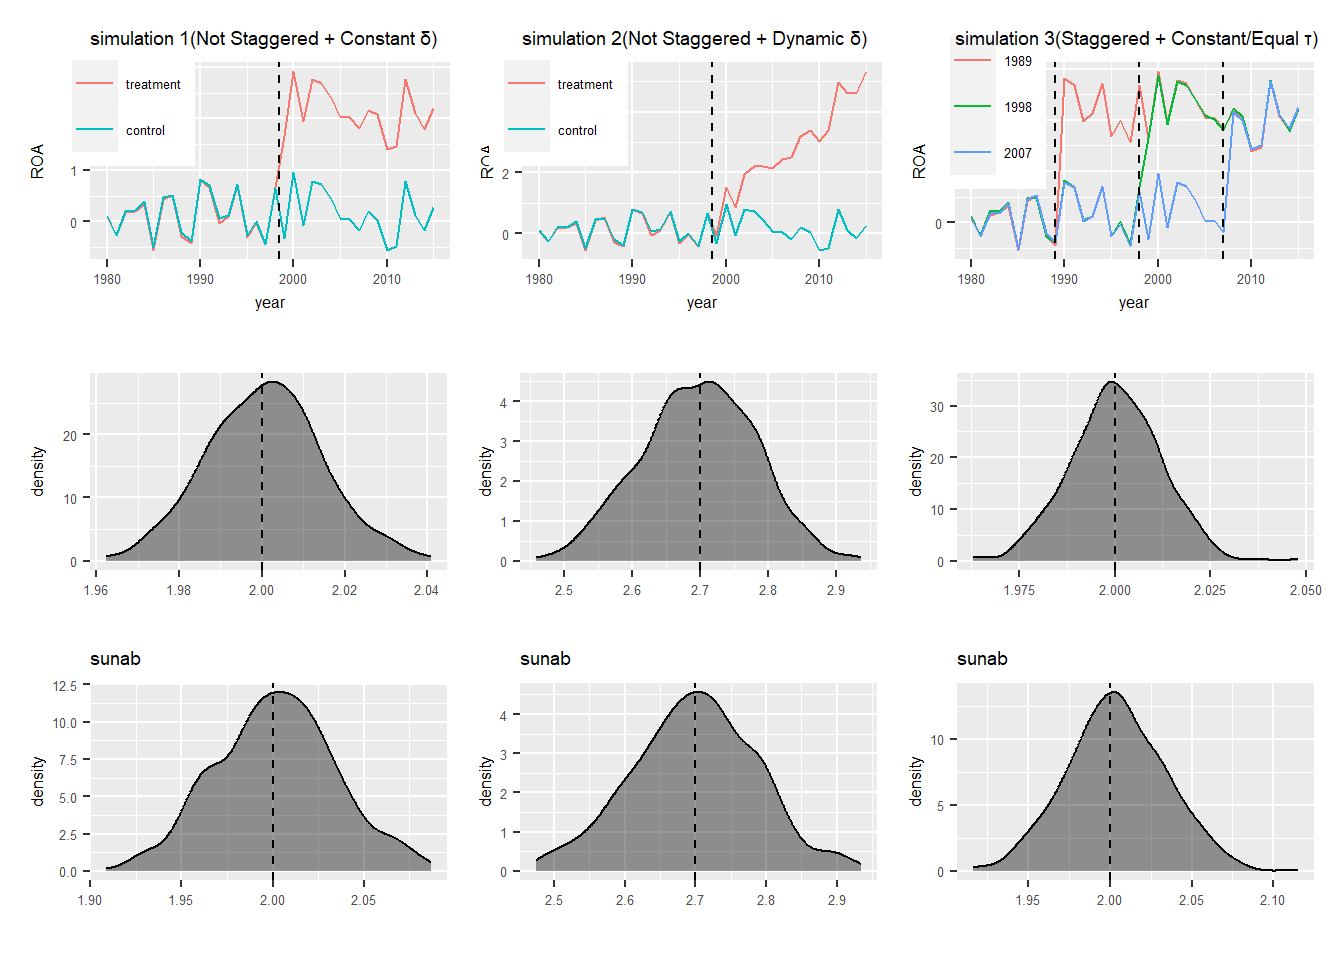 simulation 1(Not Staggered + Constant δ)
simulation 2(Not Staggered + Dynamic δ)
simulation 3(Staggered + Constant/Equal τ)
treatment
control
treatment
control
1989
1998
2007
ROA
ROA
ROA
1
0
2
0
0
1980 1990 2000 2010
1980 1990 2000 2010
1980 1990 2000 2010
year
year
year
density
20
10
0
1.96 1.98 2.00 2.02 2.04
density
4
3
2
1
0
2.5 2.6 2.7 2.8 2.9
density
30
20
10
0
1.975 2.000 2.025 2.050
sunab
sunab
sunab
density
12.5
10.0
7.5
5.0
2.5
0.0
1.90 1.95 2.00 2.05
density
4
3
2
1
0
2.5 2.6 2.7 2.8 2.9
density
10
5
0
1.95 2.00 2.05 2.10